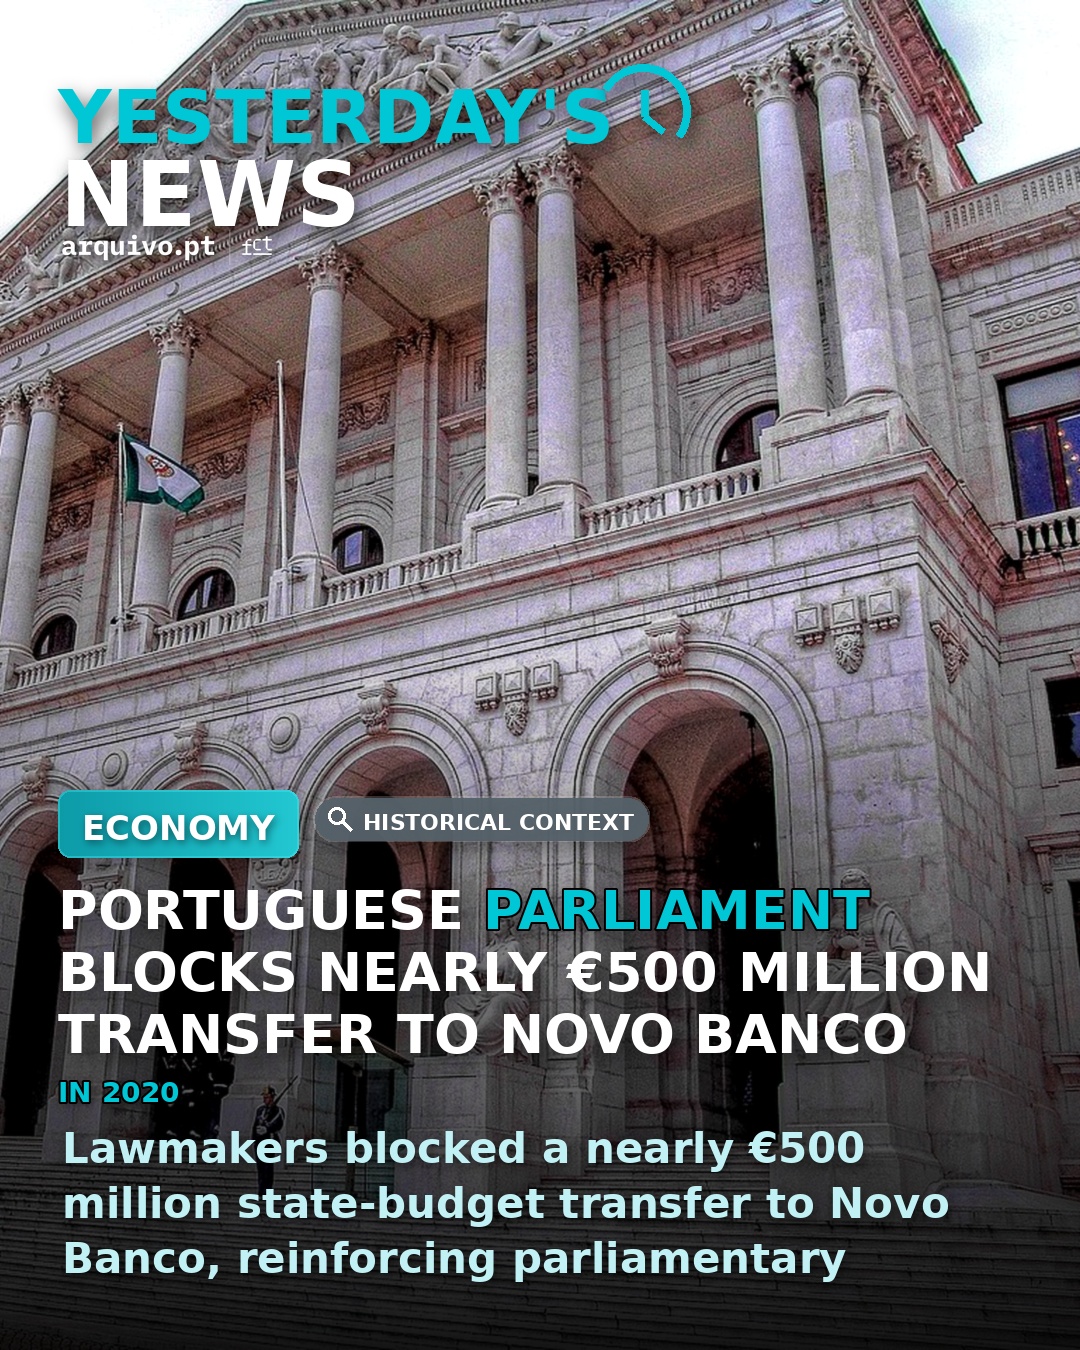 YESTERDAY'S
NEWS
arquivo.pt fct
ECONOMY
HISTORICAL CONTEXT
PORTUGUESE PARLIAMENT
BLOCKS NEARLY €500 MILLION
TRANSFER TO NOVO BANCO
IN 2020
Lawmakers blocked a nearly €500
million state-budget transfer to Novo
Banco, reinforcing parliamentary